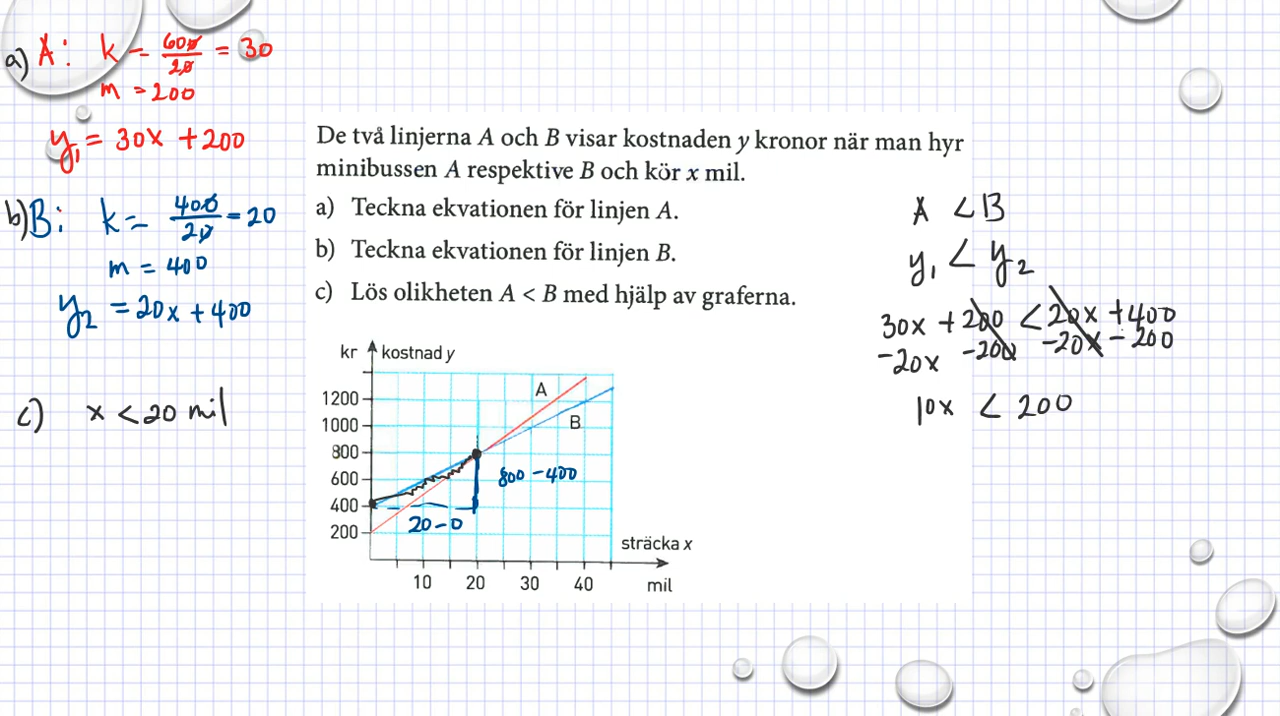 a) A: k = 600/20 = 30
m = 200
y₁ = 30x + 200
b) B: k = 400/20 = 20
m = 400
y₂ = 20x + 400
c) x < 20 mil
De två linjerna A och B visar kostnaden y kronor när man hyr
minibussen A respektive B och kör x mil.
a) Teckna ekvationen för linjen A.
b) Teckna ekvationen för linjen B.
c) Lös olikheten A < B med hjälp av graferna.
kr kostnad y
1200
1000
800
600
400
200
A
B
800 - 400
20 - 0
sträcka x
10 20 30 40 mil
A < B
y₁ < y₂
30x + 200 < 20x + 400
-20x -200 -20x - 200
10x < 200